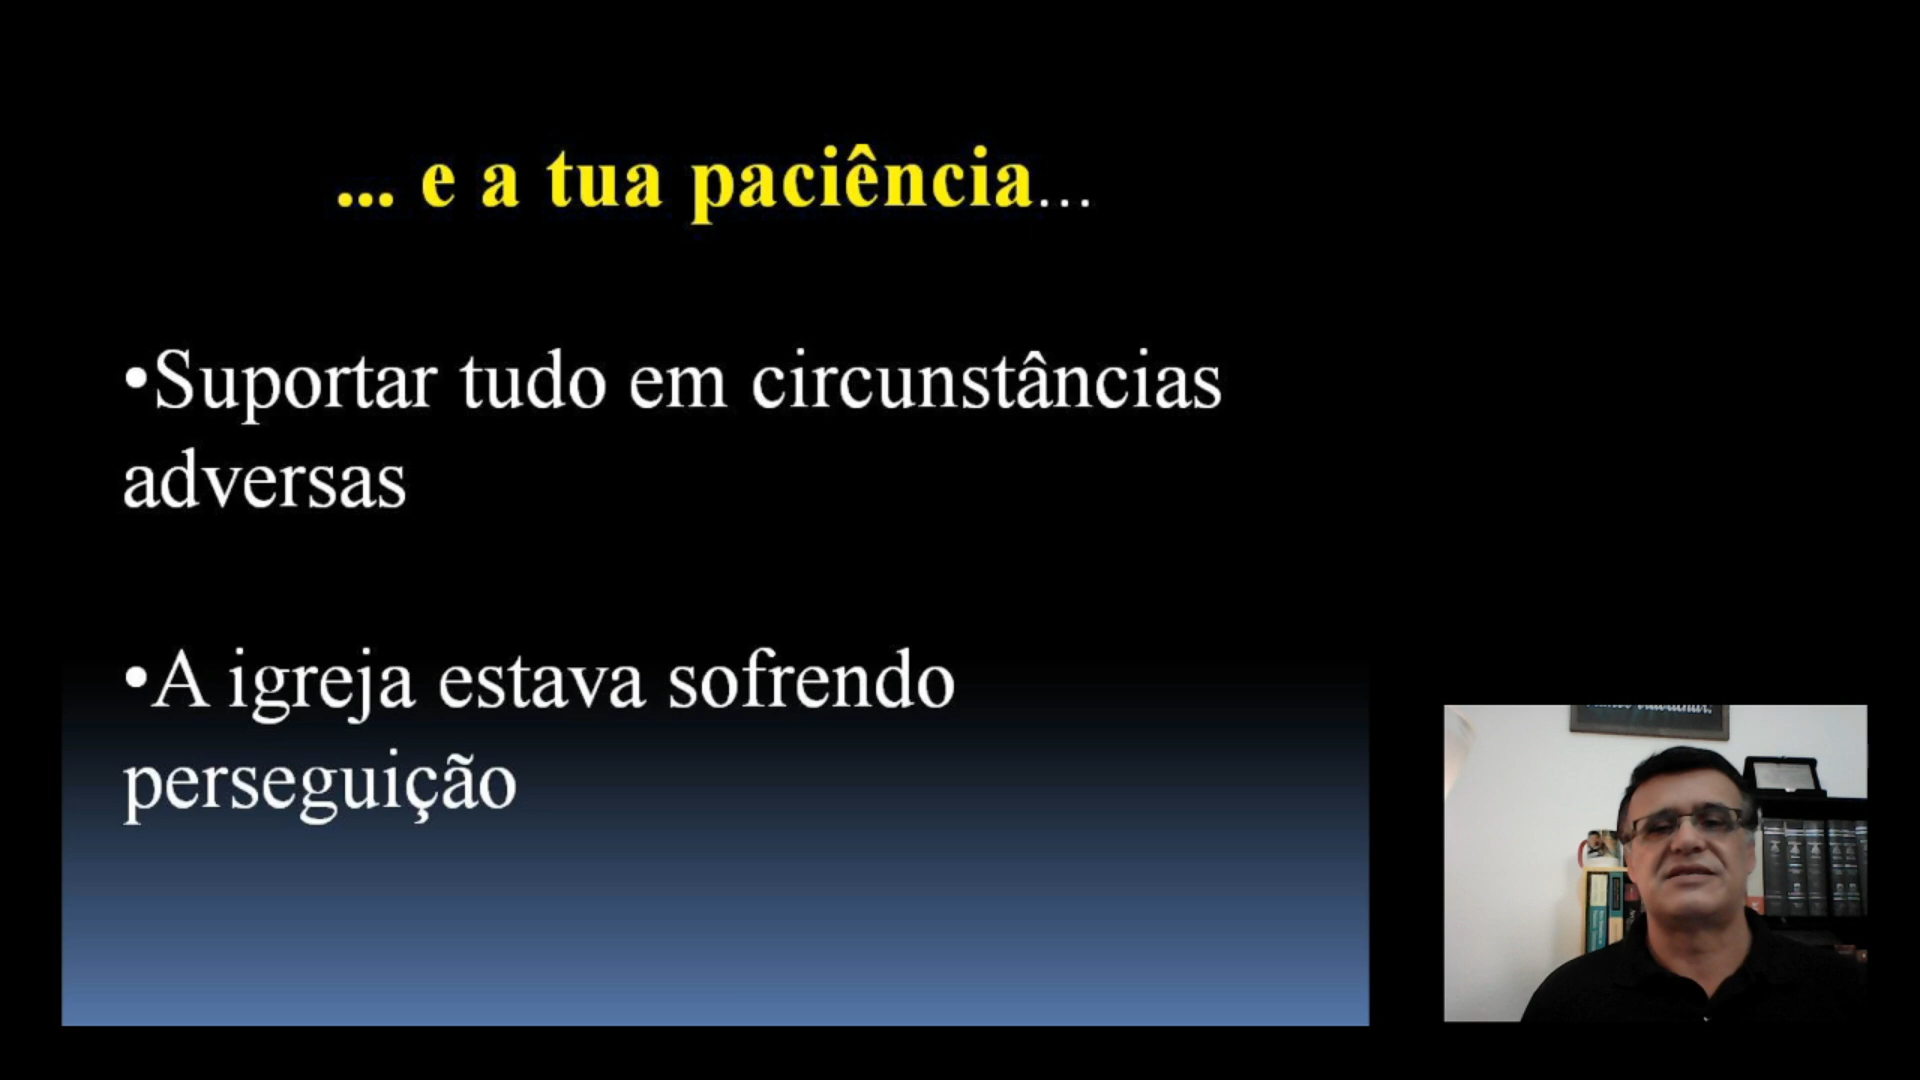 ... e a tua paciência...
•Suportar tudo em circunstâncias
adversas
•A igreja estava sofrendo
perseguição